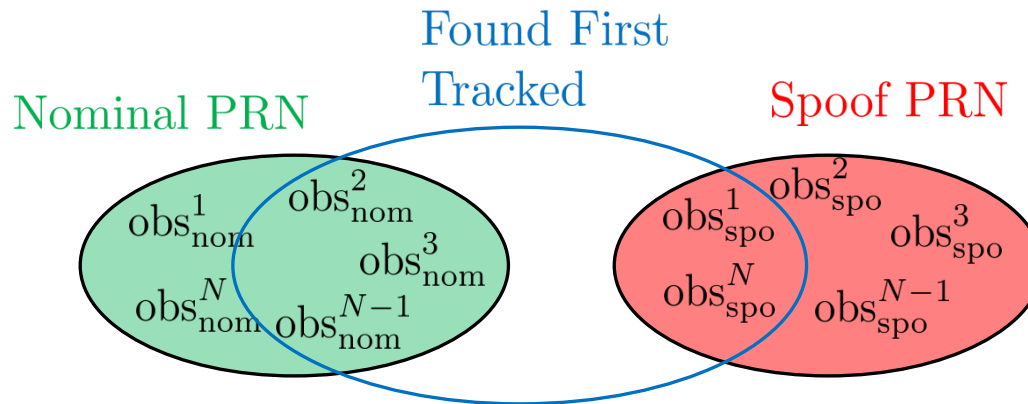 Found First
Tracked
Nominal PRN
Spoof PRN
obs¹nom
obs²nom
obs³nom
obsᴺnom
obsᴺ⁻¹nom
obs¹spo
obs²spo
obs³spo
obsᴺspo
obsᴺ⁻¹spo